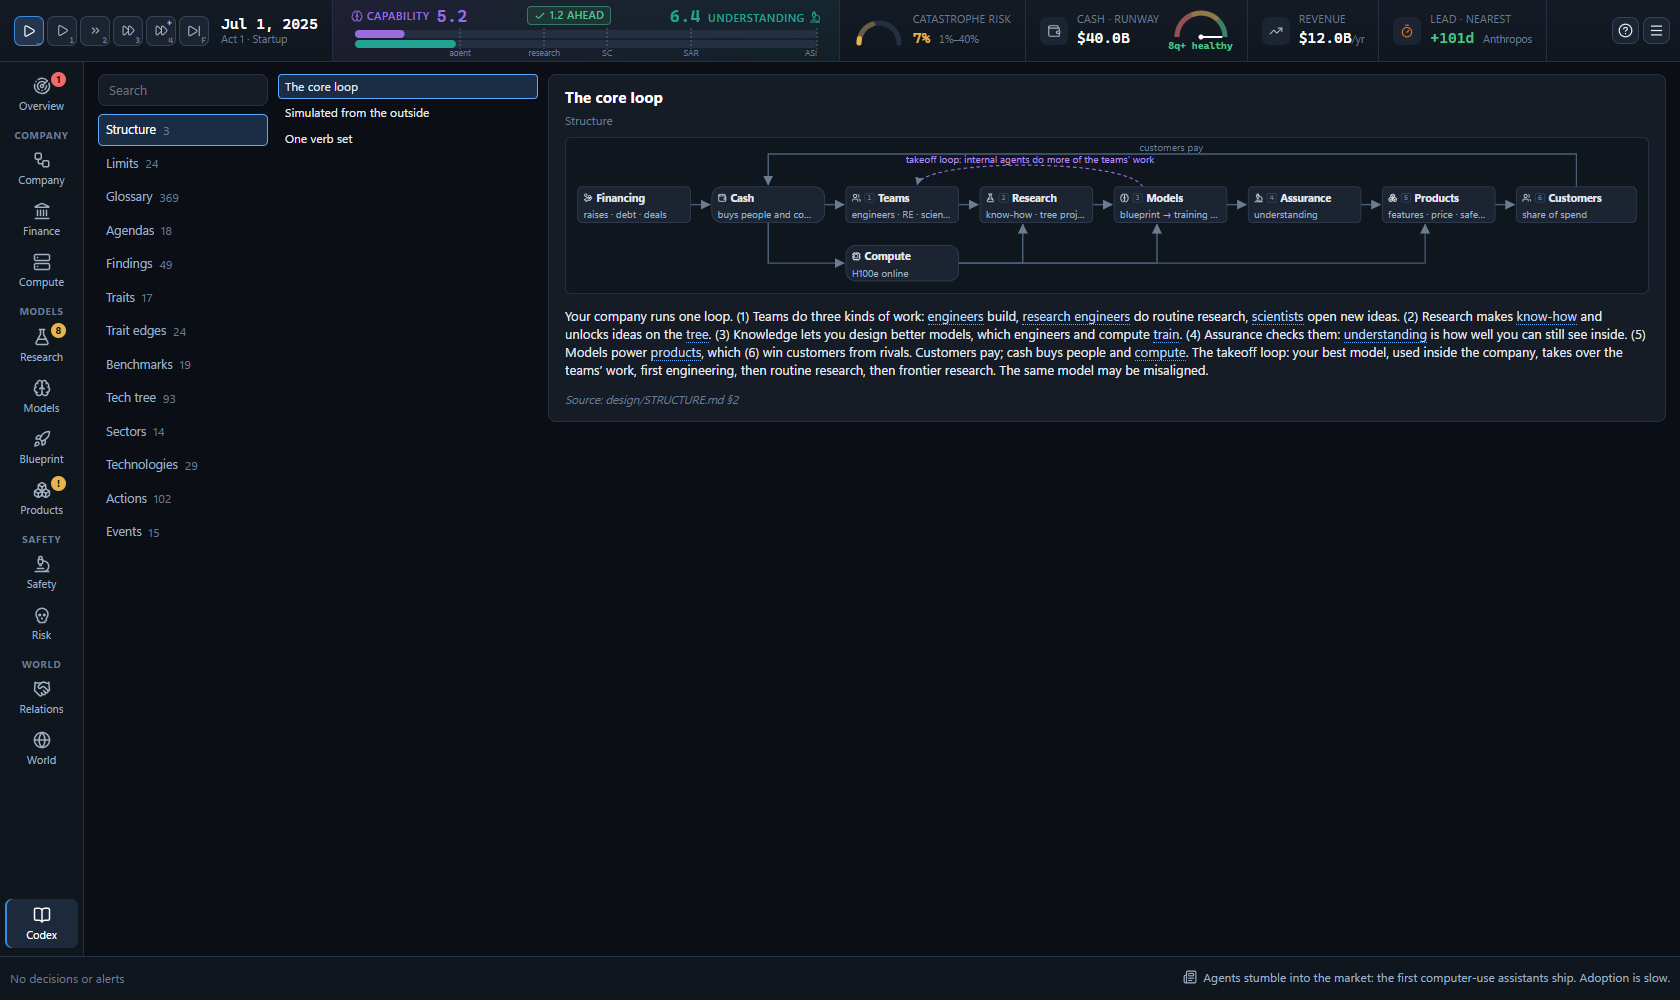 1
2
3
4
F
Jul 1, 2025
Act 1 · Startup
CAPABILITY 5.2
1.2 AHEAD
6.4 UNDERSTANDING
agent
research
SC
SAR
ASI
CATASTROPHE RISK
7% 1%–40%
CASH · RUNWAY
$40.0B
8q+ healthy
REVENUE
$12.0B/yr
LEAD · NEAREST
+101d Anthropos
1
Overview
COMPANY
Company
Finance
Compute
MODELS
8
Research
Models
Blueprint
!
Products
SAFETY
Safety
Risk
WORLD
Relations
World
Codex
Search
Structure 3
Limits 24
Glossary 369
Agendas 18
Findings 49
Traits 17
Trait edges 24
Benchmarks 19
Tech tree 93
Sectors 14
Technologies 29
Actions 102
Events 15
The core loop
Simulated from the outside
One verb set
The core loop
Structure
customers pay
takeoff loop: internal agents do more of the teams' work
Financing
raises · debt · deals
Cash
buys people and co...
1 Teams
engineers · RE · scien...
2 Research
know-how · tree proj...
3 Models
blueprint → training ...
4 Assurance
understanding
5 Products
features · price · safe...
6 Customers
share of spend
Compute
H100e online
Your company runs one loop. (1) Teams do three kinds of work: engineers build, research engineers do routine research, scientists open new ideas. (2) Research makes know-how and
unlocks ideas on the tree. (3) Knowledge lets you design better models, which engineers and compute train. (4) Assurance checks them: understanding is how well you can still see inside. (5)
Models power products, which (6) win customers from rivals. Customers pay; cash buys people and compute. The takeoff loop: your best model, used inside the company, takes over the
teams' work, first engineering, then routine research, then frontier research. The same model may be misaligned.
Source: design/STRUCTURE.md §2
No decisions or alerts
Agents stumble into the market: the first computer-use assistants ship. Adoption is slow.